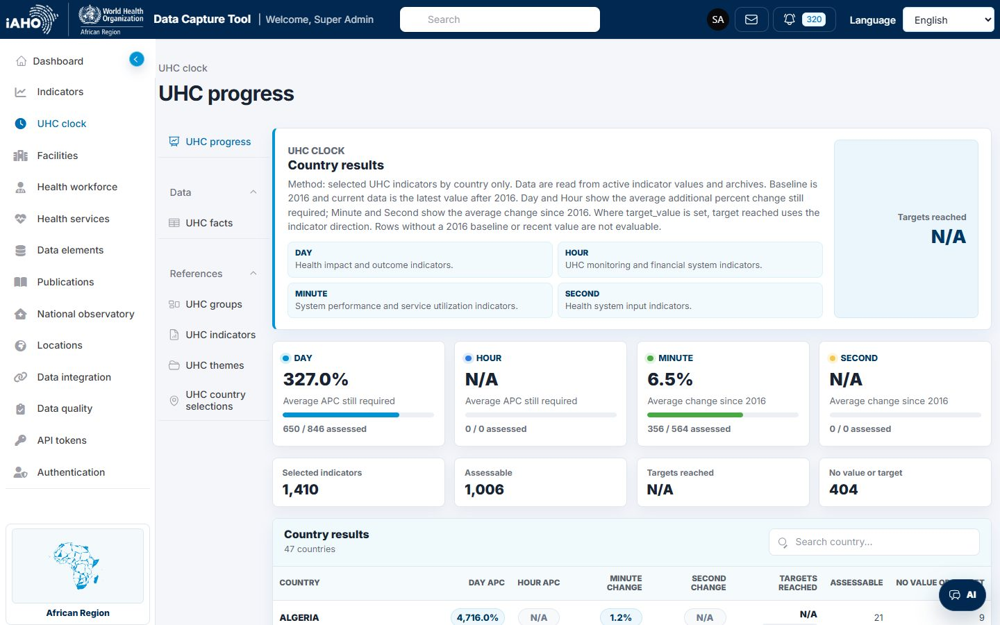 iAHO
World Health
Organization
African Region
Data Capture Tool
Welcome, Super Admin
Search
SA
320
Language
English
Dashboard
Indicators
UHC clock
Facilities
Health workforce
Health services
Data elements
Publications
National observatory
Locations
Data integration
Data quality
API tokens
Authentication
African Region
UHC clock
UHC progress
UHC progress
Data
UHC facts
References
UHC groups
UHC indicators
UHC themes
UHC country
selections
UHC CLOCK
Country results
Method: selected UHC indicators by country only. Data are read from active indicator values and archives. Baseline is
2016 and current data is the latest value after 2016. Day and Hour show the average additional percent change still
required; Minute and Second show the average change since 2016. Where target_value is set, target reached uses the
indicator direction. Rows without a 2016 baseline or recent value are not evaluable.
DAY
Health impact and outcome indicators.
HOUR
UHC monitoring and financial system indicators.
MINUTE
System performance and service utilization indicators.
SECOND
Health system input indicators.
Targets reached
N/A
DAY
327.0%
Average APC still required
650 / 846 assessed
HOUR
N/A
Average APC still required
0 / 0 assessed
MINUTE
6.5%
Average change since 2016
356 / 564 assessed
SECOND
N/A
Average change since 2016
0 / 0 assessed
Selected indicators
1,410
Assessable
1,006
Targets reached
N/A
No value or target
404
Country results
47 countries
Search country...
COUNTRY DAY APC HOUR APC MINUTE CHANGE SECOND CHANGE TARGETS REACHED ASSESSABLE NO VALUE
ALGERIA 4,716.0% N/A 1.2% N/A N/A 21 9
AI